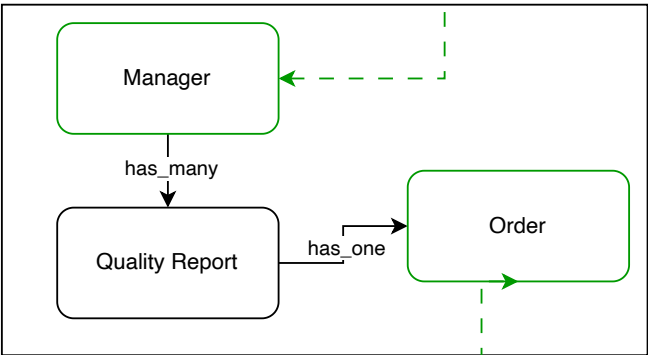 Manager
has_many
Quality Report
has_one
Order